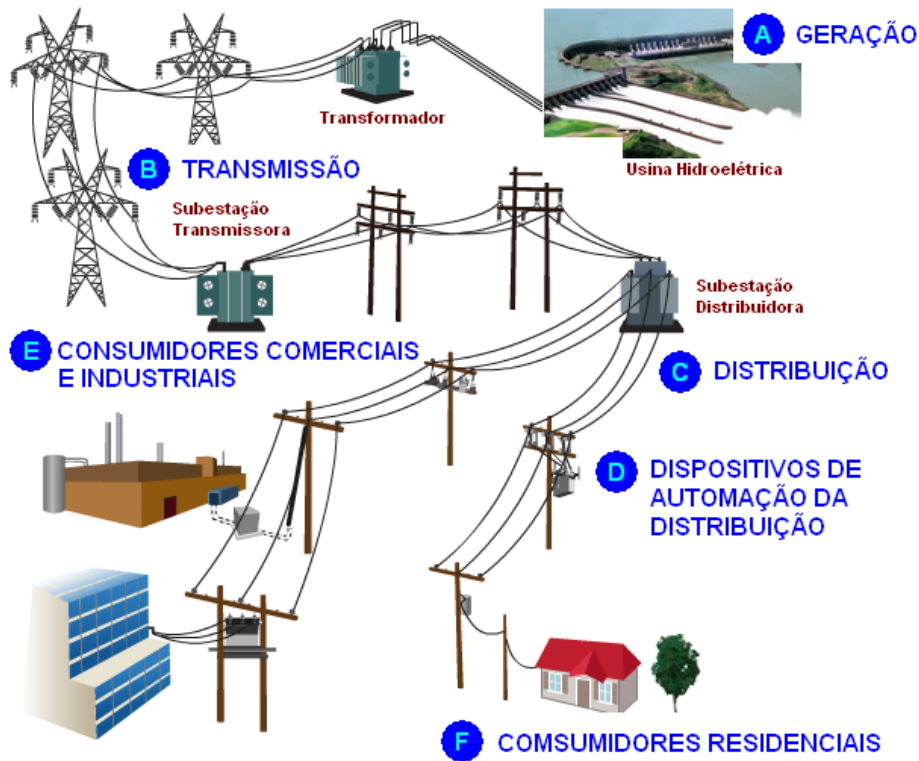 A GERAÇÃO
Transformador
Usina Hidroelétrica
B TRANSMISSÃO
Subestação
Transmissora
Subestação
Distribuidora
E CONSUMIDORES COMERCIAIS
E INDUSTRIAIS
C DISTRIBUIÇÃO
D DISPOSITIVOS DE
AUTOMAÇÃO DA
DISTRIBUIÇÃO
F COMSUMIDORES RESIDENCIAIS